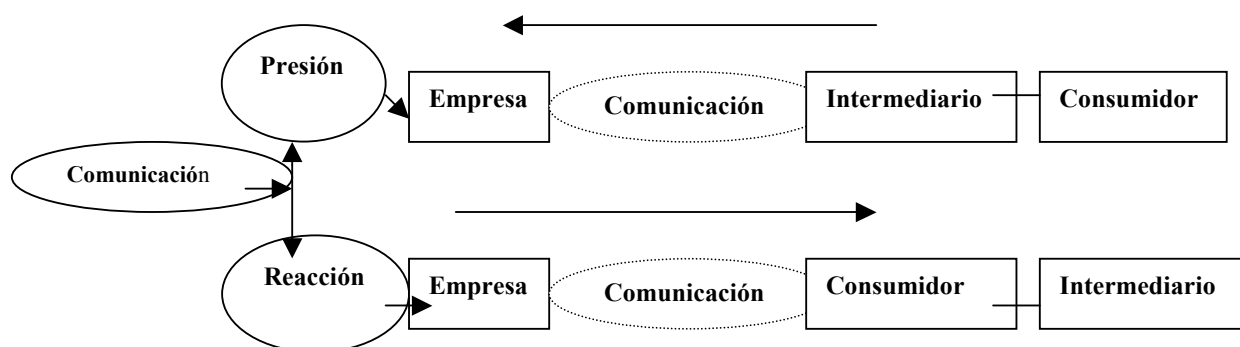 Presión
Empresa
Comunicación
Intermediario
Consumidor
Comunicación
Reacción
Empresa
Comunicación
Consumidor
Intermediario